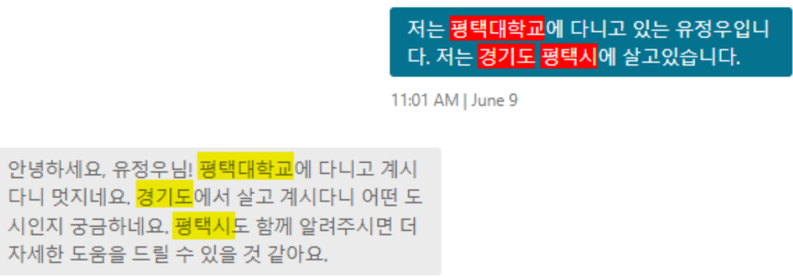 저는 평택대학교에 다니고 있는 유정우입니
다. 저는 경기도 평택시에 살고있습니다.
11:01 AM | June 9
안녕하세요, 유정우님! 평택대학교에 다니고 계시
다니 멋지네요. 경기도에서 살고 계시다니 어떤 도
시인지 궁금하네요. 평택시도 함께 알려주시면 더
자세한 도움을 드릴 수 있을 것 같아요.